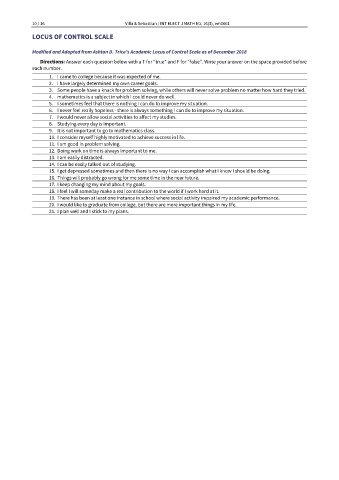 10 | 16
Villa & Sebastian | INT ELECT J MATH ED, 16(2), em0631
LOCUS OF CONTROL SCALE
Modified and Adapted from Ashton D. Trice's Academic Locus of Control Scale as of December 2018
Directions: Answer each question below with a T for "true" and F for "false". Write your answer on the space provided before
each number.
1. I came to college because it was expected of me.
2. I have largely determined my own career goals.
3. Some people have a knack for problem solving, while others will never solve problem no matter how hard they tried.
4. mathematics is a subject in which I could never do well.
5. I sometimes feel that there is nothing I can do to improve my situation.
6. I never feel really hopeless - there is always something I can do to improve my situation.
7. I would never allow social activities to affect my studies.
8. Studying every day is important.
9. It is not important to go to mathematics class.
10. I consider myself highly motivated to achieve success in life.
11. I am good in problem solving.
12. Doing work on time is always important to me.
13. I am easily distracted.
14. I can be easily talked out of studying.
15. I get depressed sometimes and then there is no way I can accomplish what I know I should be doing.
16. Things will probably go wrong for me some time in the near future.
17. I keep changing my mind about my goals.
18. I feel I will someday make a real contribution to the world if I work hard at it.
19. There has been at least one instance in school where social activity impaired my academic performance.
20. I would like to graduate from college, but there are more important things in my life.
21. I plan well and I stick to my plans.